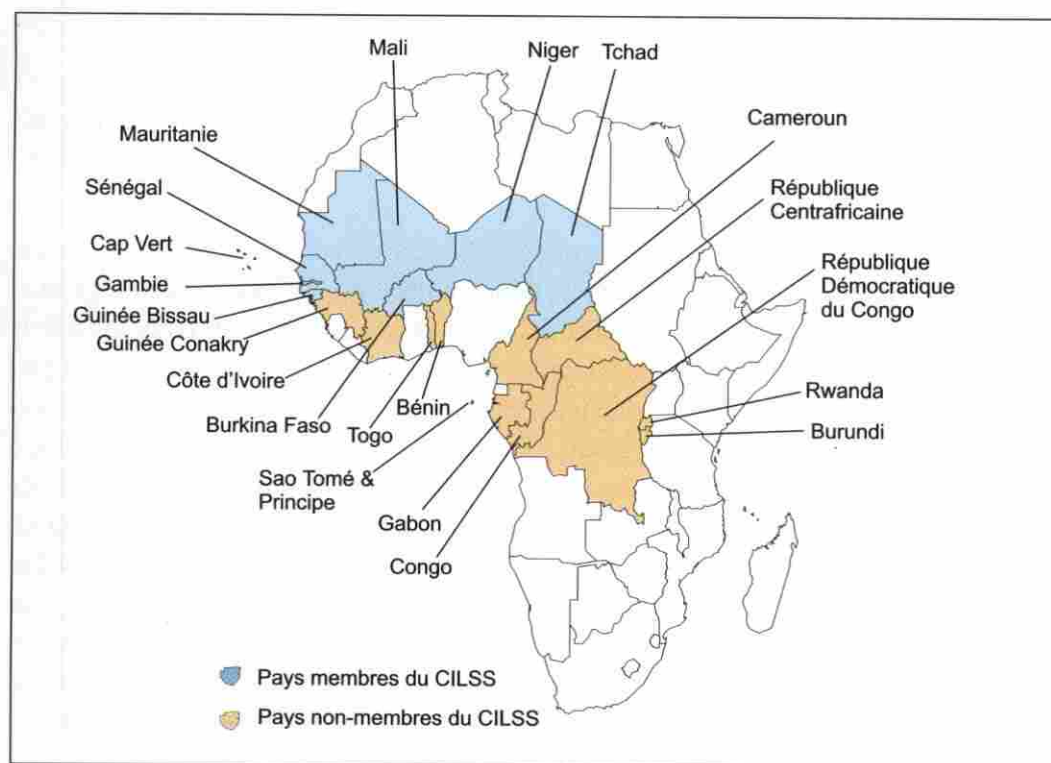 Mali
Niger
Tchad
Cameroun
Mauritanie
République
Centrafricaine
Sénégal
Cap Vert
République
Démocratique
du Congo
Gambie
Guinée Bissau
Guinée Conakry
Côte d'Ivoire
Burkina Faso
Togo
Bénin
Rwanda
Burundi
Sao Tomé &
Principe
Gabon
Congo
Pays membres du CILSS
Pays non-membres du CILSS